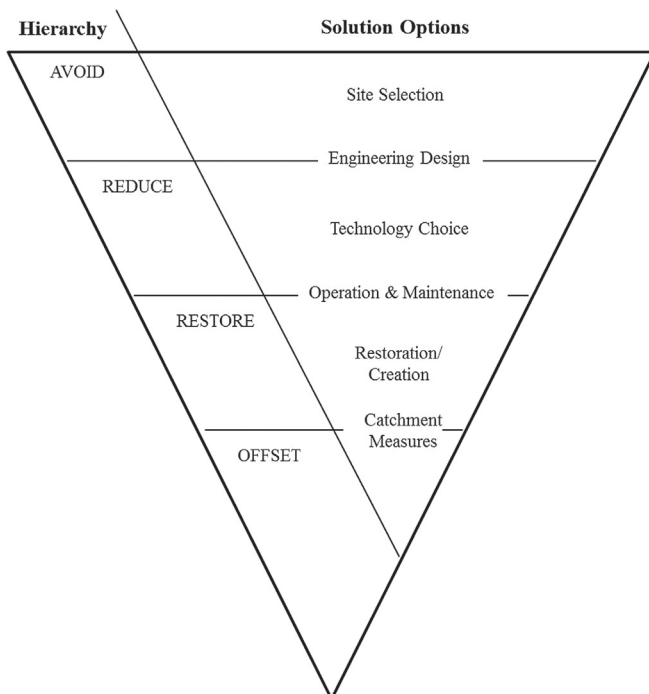 Hierarchy
Solution Options
AVOID
Site Selection
Engineering Design
REDUCE
Technology Choice
Operation & Maintenance
RESTORE
Restoration/
Creation
Catchment
Measures
OFFSET